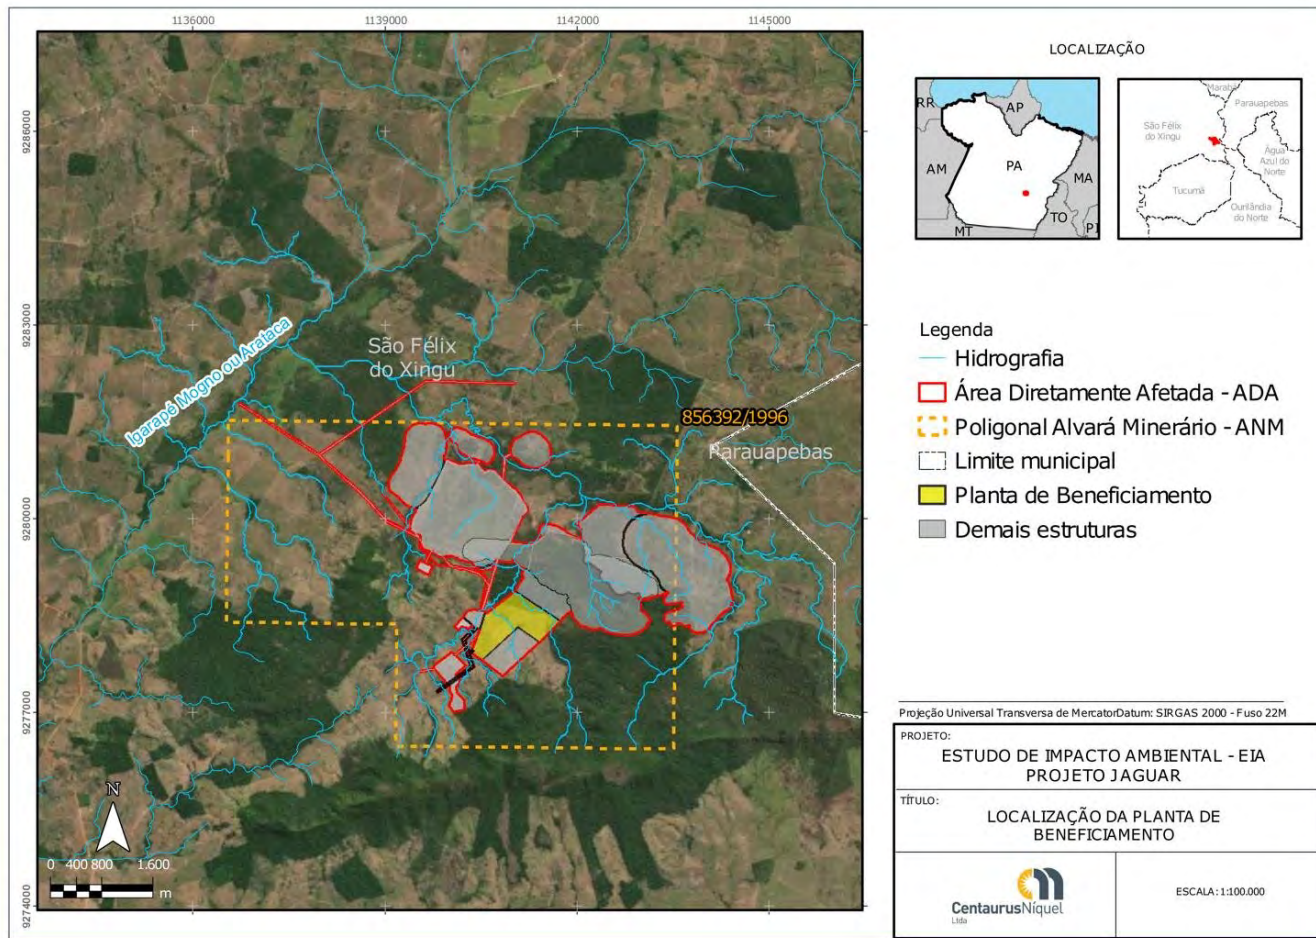 1136000
1139000
1142000
1145000
9286000
9283000
9280000
9277000
9274000
Igarapé Mogno ou Arataca
São Félix
do Xingu
856392/1996
Parauapebas
N
0 400 800 1.600
m
LOCALIZAÇÃO
RR
AP
AM
PA
MA
TO
MT
PI
Marabá
Parauapebas
São Félix
do Xingu
Água
Azul do
Norte
Tucumã
Ourilândia
do Norte
Legenda
Hidrografia
Área Diretamente Afetada - ADA
Poligonal Alvará Minerário - ANM
Limite municipal
Planta de Beneficiamento
Demais estruturas
Projeção Universal Transversa de MercatorDatum: SIRGAS 2000 - Fuso 22M
PROJETO:
ESTUDO DE IMPACTO AMBIENTAL - EIA
PROJETO JAGUAR
TÍTULO:
LOCALIZAÇÃO DA PLANTA DE
BENEFICIAMENTO
CentaurusNíquel
Ltda
ESCALA: 1:100.000